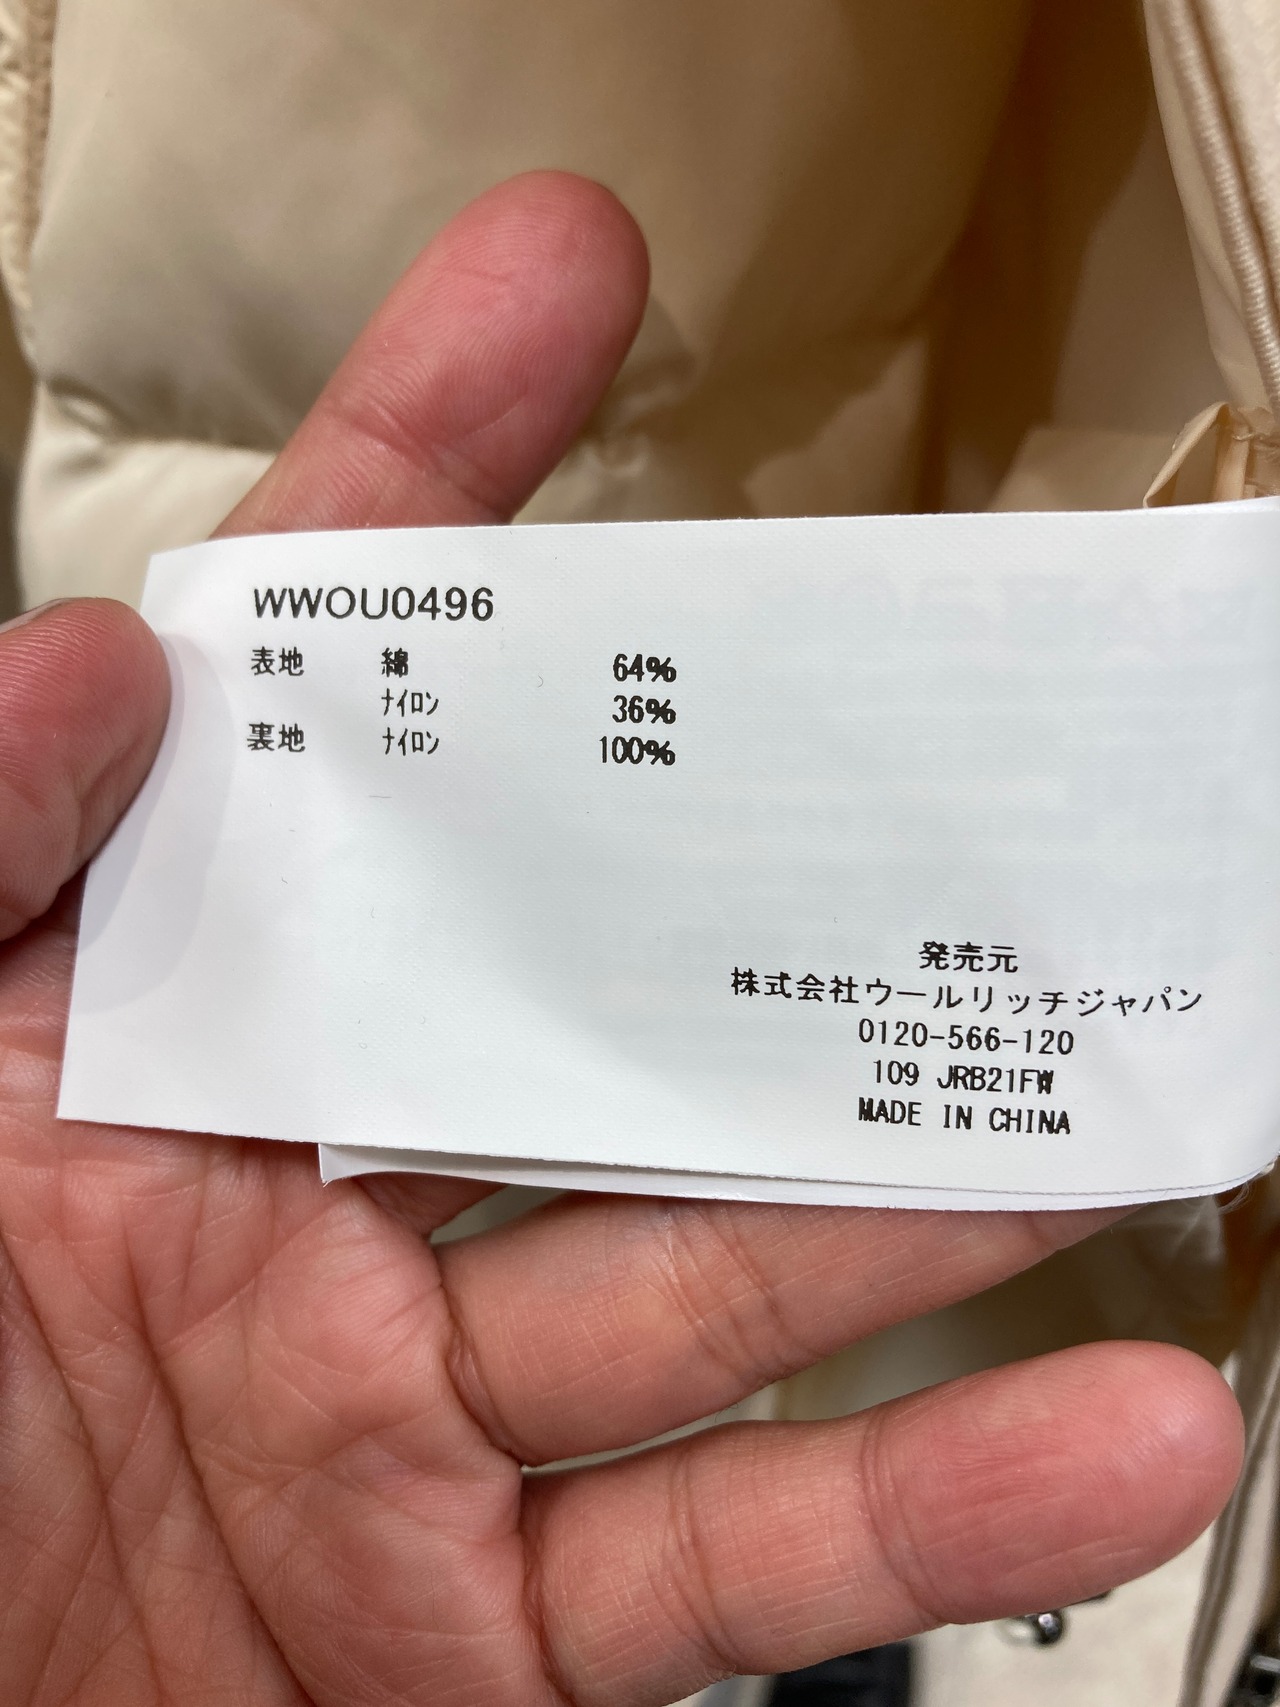 WWOU0496
表地 綿 64%
ﾅｲﾛﾝ 36%
裏地 ﾅｲﾛﾝ 100%
発売元
株式会社ウールリッチジャパン
0120-566-120
109 JRB21FW
MADE IN CHINA